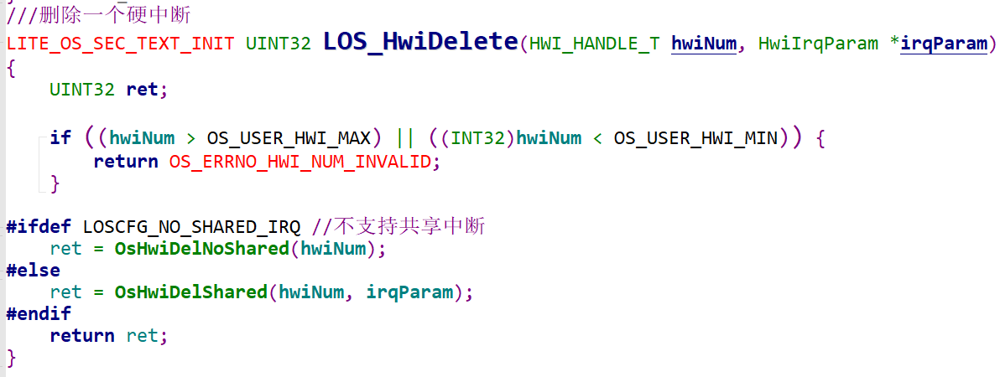 ///删除一个硬中断
LITE_OS_SEC_TEXT_INIT UINT32 LOS_HwiDelete(HWI_HANDLE_T hwiNum, HwiIrqParam *irqParam)
{
    UINT32 ret;
    if ((hwiNum > OS_USER_HWI_MAX) || ((INT32)hwiNum < OS_USER_HWI_MIN)) {
        return OS_ERRNO_HWI_NUM_INVALID;
    }
#ifdef LOSCFG_NO_SHARED_IRQ //不支持共享中断
    ret = OsHwiDelNoShared(hwiNum);
#else
    ret = OsHwiDelShared(hwiNum, irqParam);
#endif
    return ret;
}